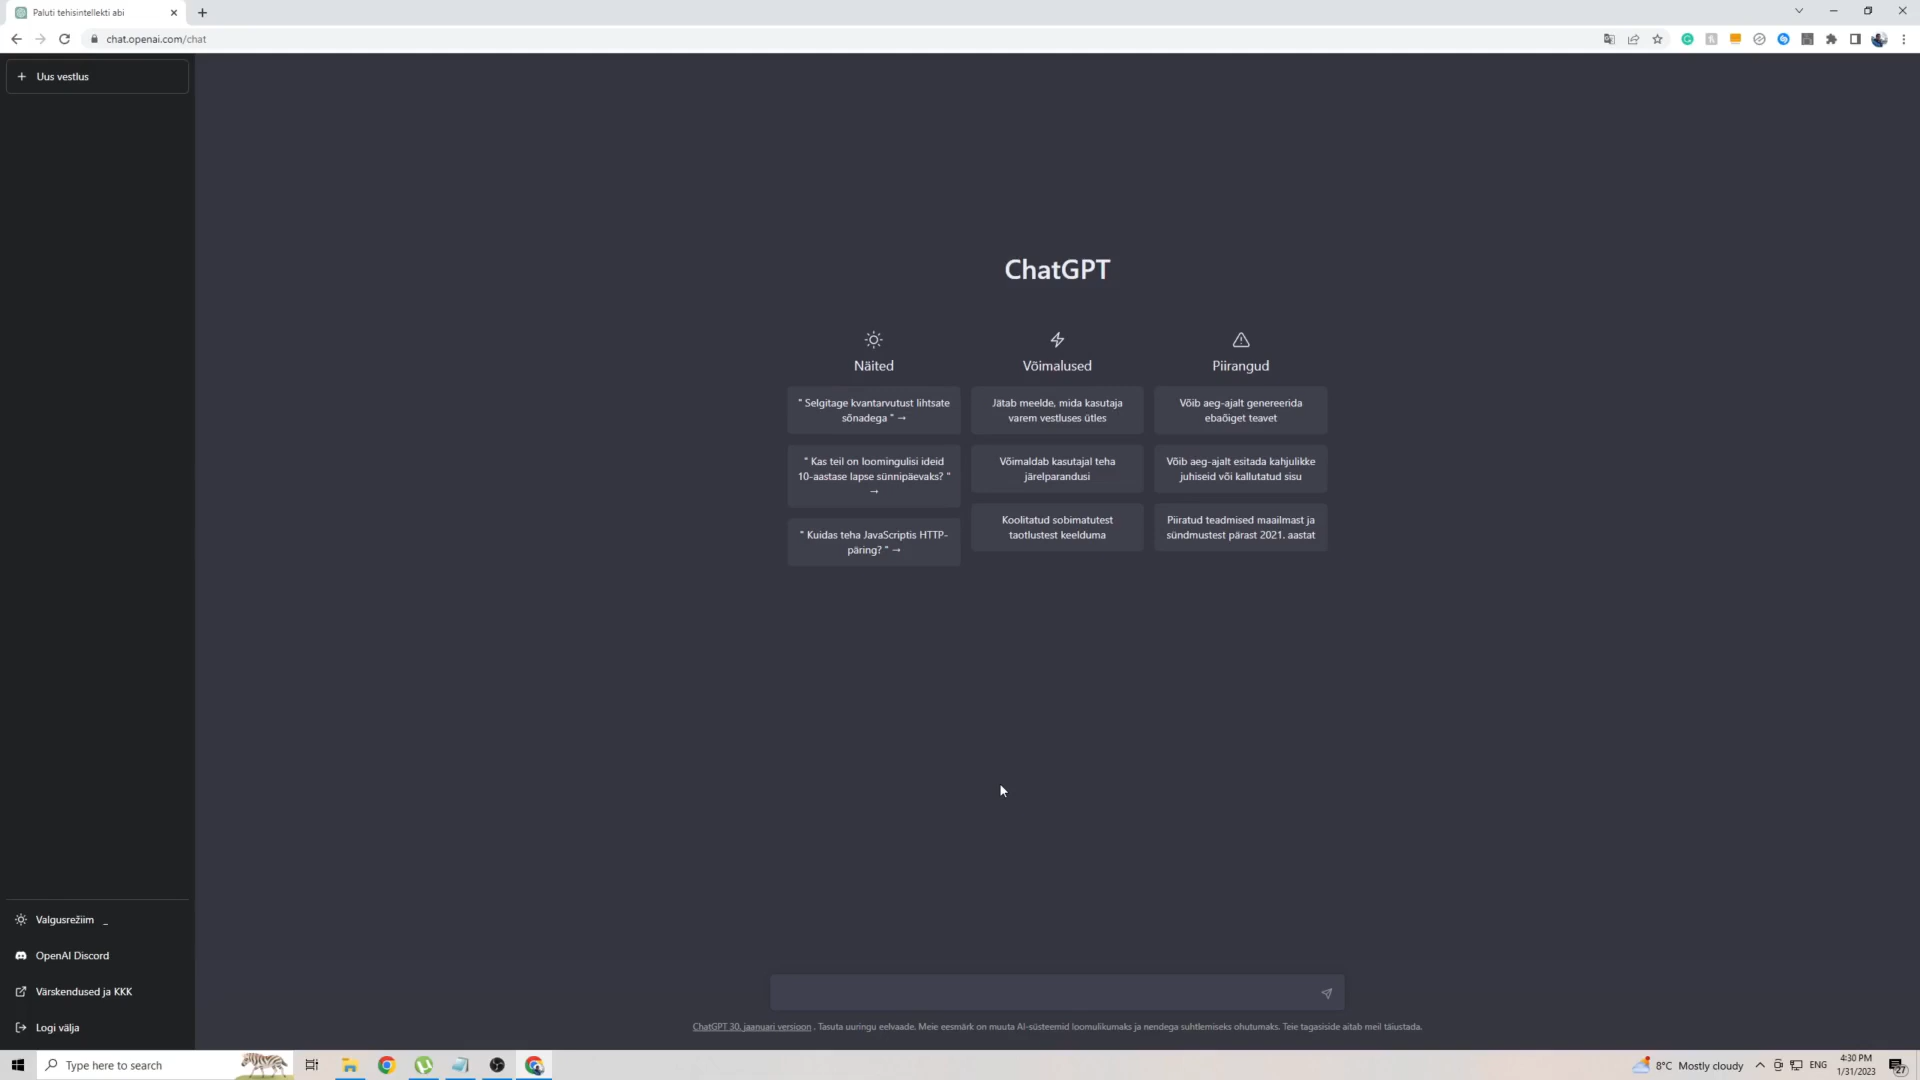 Paluti tehisintellekti abi
chat.openai.com/chat
Uus vestlus
ChatGPT
Näited
" Selgitage kvantarvutust lihtsate
sõnadega " →
" Kas teil on loomingulisi ideid
10-aastase lapse sünnipäevaks? "
→
" Kuidas teha JavaScriptis HTTP-
päring? " →
Võimalused
Jätab meelde, mida kasutaja
varem vestluses ütles
Võimaldab kasutajal teha
järelparandusi
Koolitatud sobimatutest
taotlustest keelduma
Piirangud
Võib aeg-ajalt genereerida
ebaõiget teavet
Võib aeg-ajalt esitada kahjulikke
juhiseid või kallutatud sisu
Piiratud teadmised maailmast ja
sündmustest pärast 2021. aastat
Valgusrežiim _
OpenAI Discord
Värskendused ja KKK
Logi välja
ChatGPT 30. jaanuari versioon . Tasuta uuringu eelvaade. Meie eesmärk on muuta AI-süsteemid loomulikumaks ja nendega suhtlemiseks ohutumaks. Teie tagasiside aitab meil täiustada.
Type here to search
8°C Mostly cloudy
ENG
4:30 PM
1/31/2023
27